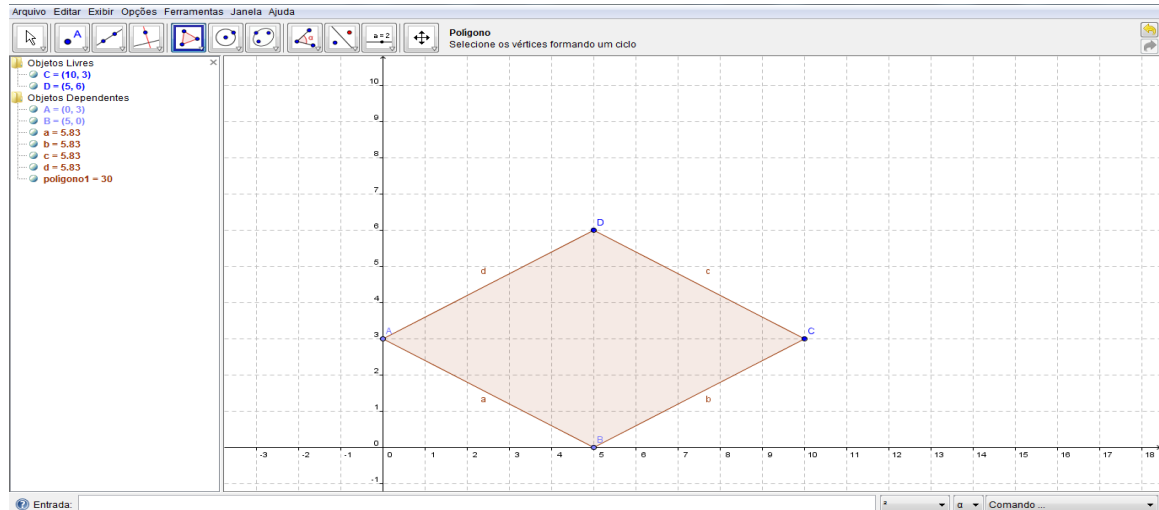 Arquivo Editar Exibir Opções Ferramentas Janela Ajuda
A
α
a=2
Polígono
Selecione os vértices formando um ciclo
Objetos Livres
C = (10, 3)
D = (5, 6)
Objetos Dependentes
A = (0, 3)
B = (5, 0)
a = 5.83
b = 5.83
c = 5.83
d = 5.83
polígono1 = 30
10
9
8
7
6
5
4
3
2
1
0
-1
D
d
c
A
C
a
b
B
-3 -2 -1 0 1 2 3 4 5 6 7 8 9 10 11 12 13 14 15 16 17 18
Entrada:
² α Comando ...